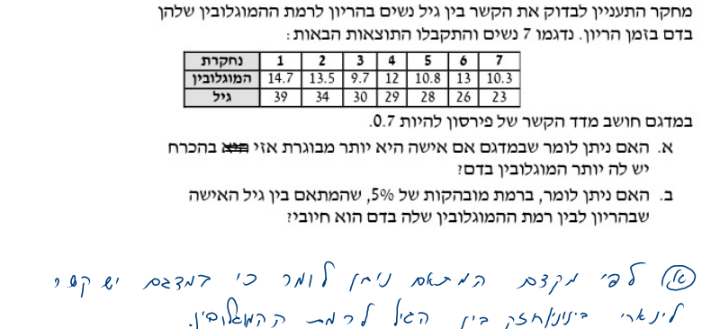 מחקר התעניין לבדוק את הקשר בין גיל נשים בהריון לרמת ההמוגלובין שלהן
בדם בזמן הריון. נדגמו 7 נשים והתקבלו התוצאות הבאות:
נחקרת 1 2 3 4 5 6 7
המוגלובין 14.7 13.5 9.7 12 10.8 13 10.3
גיל 39 34 30 29 28 26 23
במדגם חושב מדד הקשר של פירסון להיות 0.7.
א. האם ניתן לומר שבמדגם אם אישה היא יותר מבוגרת אזי היא בהכרח
יש לה יותר המוגלובין בדם?
ב. האם ניתן לומר, ברמת מובהקות של 5%, שהמתאם בין גיל האישה
שבהריון לבין רמת ההמוגלובין שלה בדם הוא חיובי?
א) לפי מקדם המתאם ניתן לומר כי במדגם יש קשר
לינארי בינוני/חזק בין הגיל לרמת ההמוגלובין.